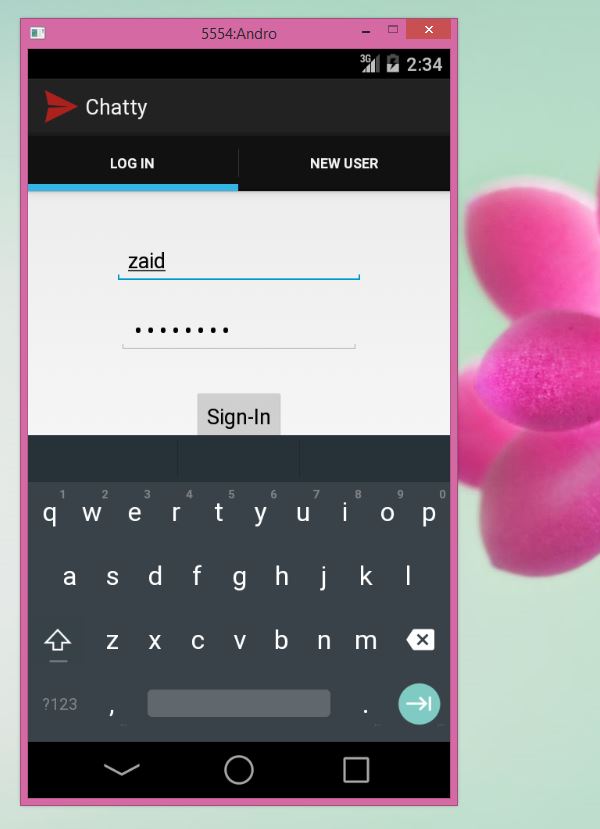 5554:Andro
3G 2:34
Chatty
LOG IN NEW USER
zaid
••••••••
Sign-In
1 2 3 4 5 6 7 8 9 0
q w e r t y u i o p
a s d f g h j k l
z x c v b n m
?123 , .